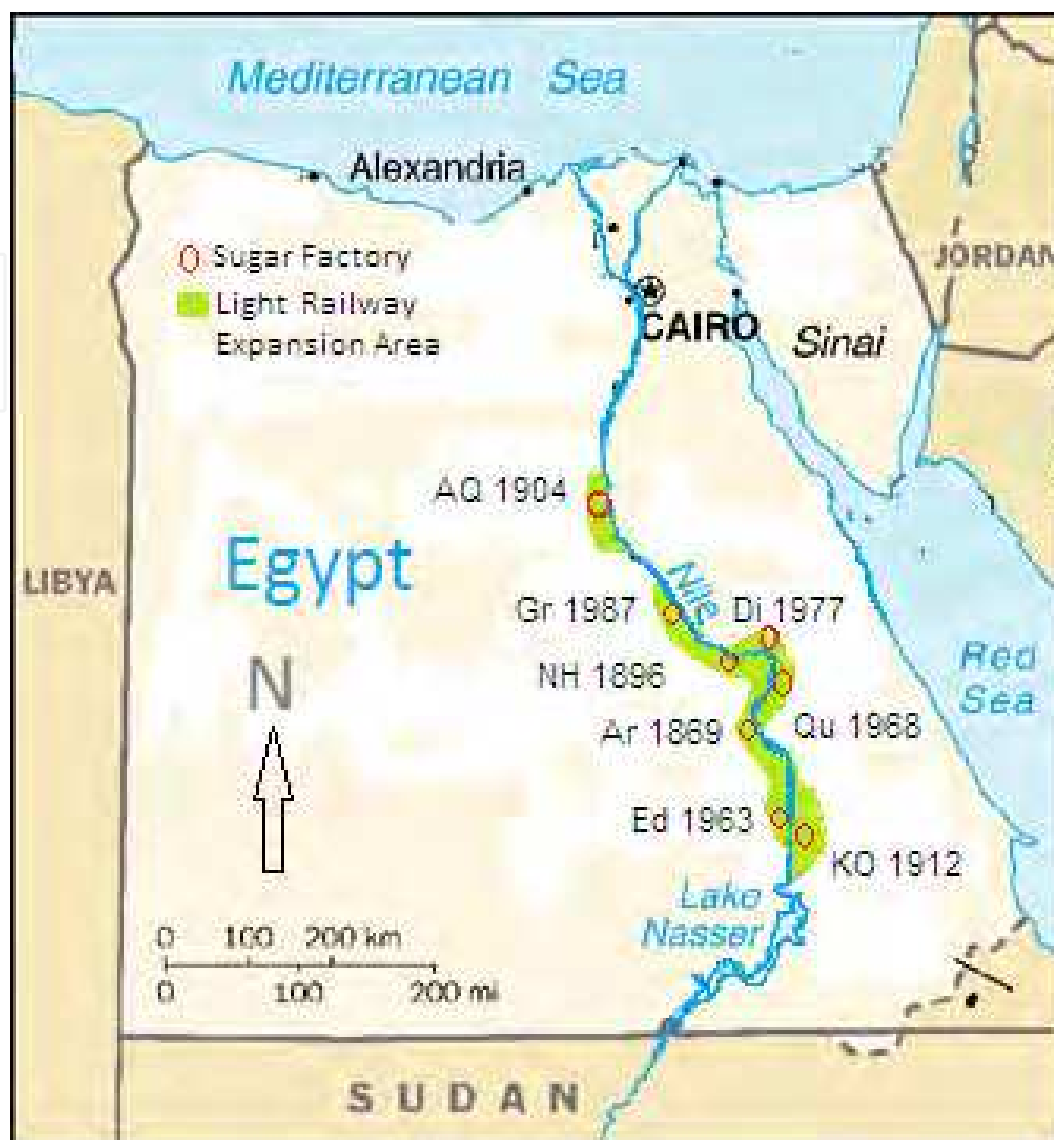 Mediterranean Sea
Alexandria
Sugar Factory
Light Railway
Expansion Area
JORDAN
CAIRO
Sinai
AQ 1904
Egypt
LIBYA
Nile
Gr 1987
Di 1977
NH 1896
Red
Sea
N
Ar 1869
Qu 1968
Ed 1963
KO 1912
Lake
Nasser
0 100 200 km
0 100 200 mi
SUDAN